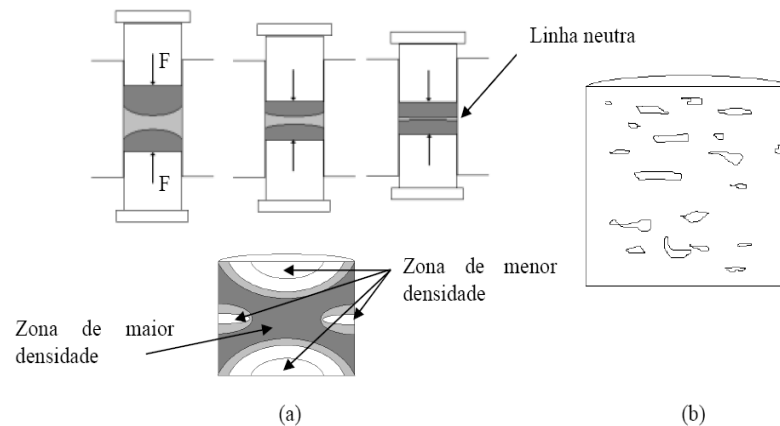 Linha neutra
F
F
Zona de menor
densidade
Zona de maior
densidade
(a)
(b)